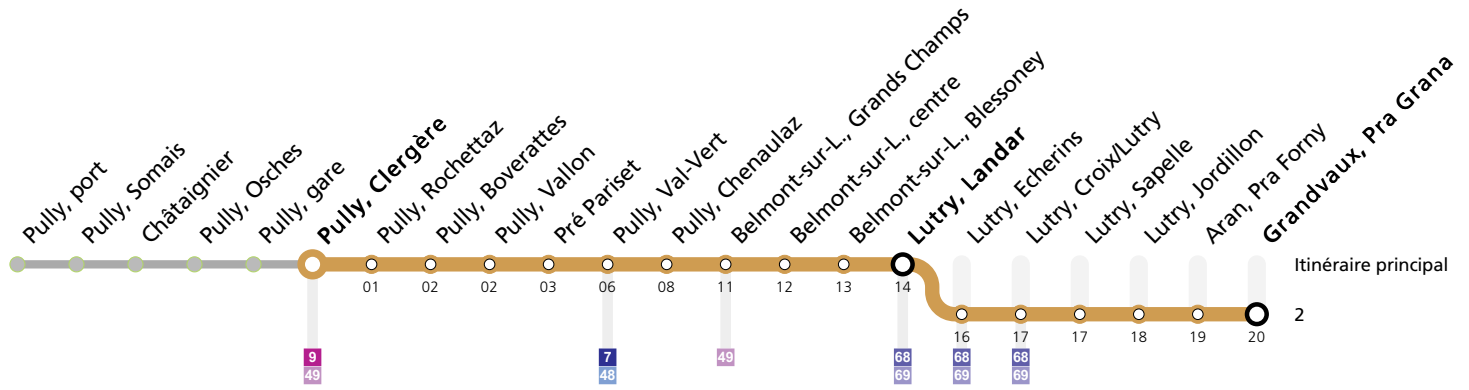 Pully, port
Pully, Somais
Châtaignier
Pully, Osches
Pully, gare
Pully, Clergère
Pully, Rochettaz
Pully, Boverattes
Pully, Vallon
Pré Pariset
Pully, Val-Vert
Pully, Chenaulaz
Belmont-sur-L., Grands Champs
Belmont-sur-L., centre
Belmont-sur-L., Blessoney
Lutry, Landar
Lutry, Echerins
Lutry, Croix/Lutry
Lutry, Sapelle
Lutry, Jordillon
Aran, Pra Forny
Grandvaux, Pra Grana
Itinéraire principal
01 02 02 03 06 08 11 12 13 14
2
16 17 17 18 19 20
9 7 49 68 68 68
49 48 69 69 69